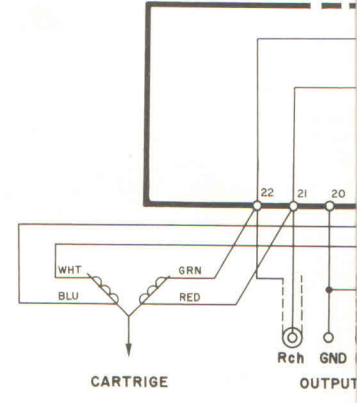 22 21 20
WHT GRN
BLU RED
Rch GND
CARTRIGE OUTPUT